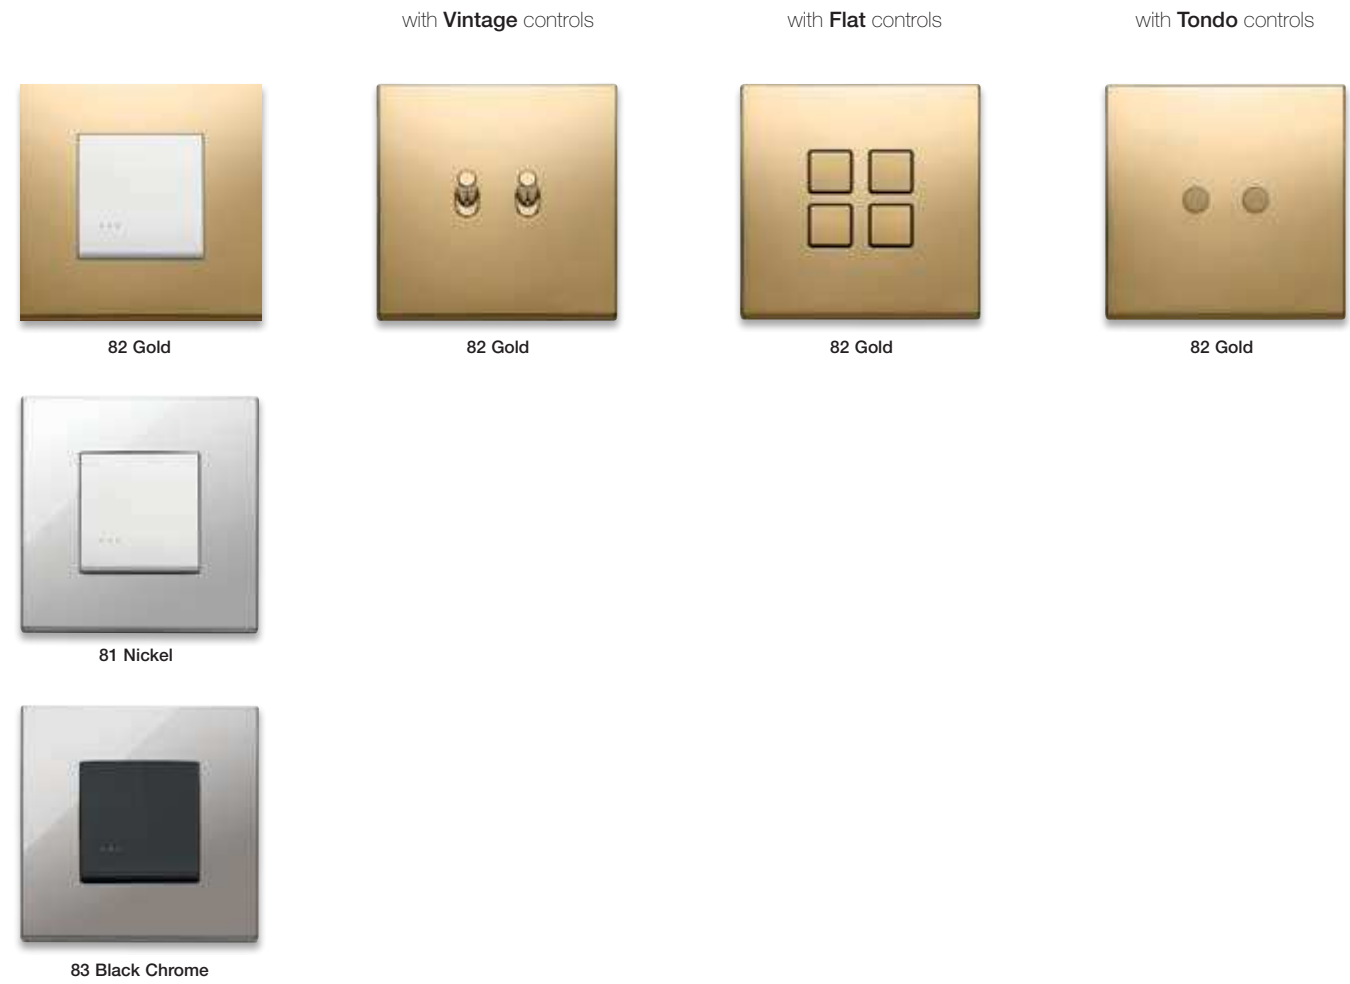 with Vintage controls
with Flat controls
with Tondo controls
82 Gold
82 Gold
82 Gold
82 Gold
81 Nickel
83 Black Chrome